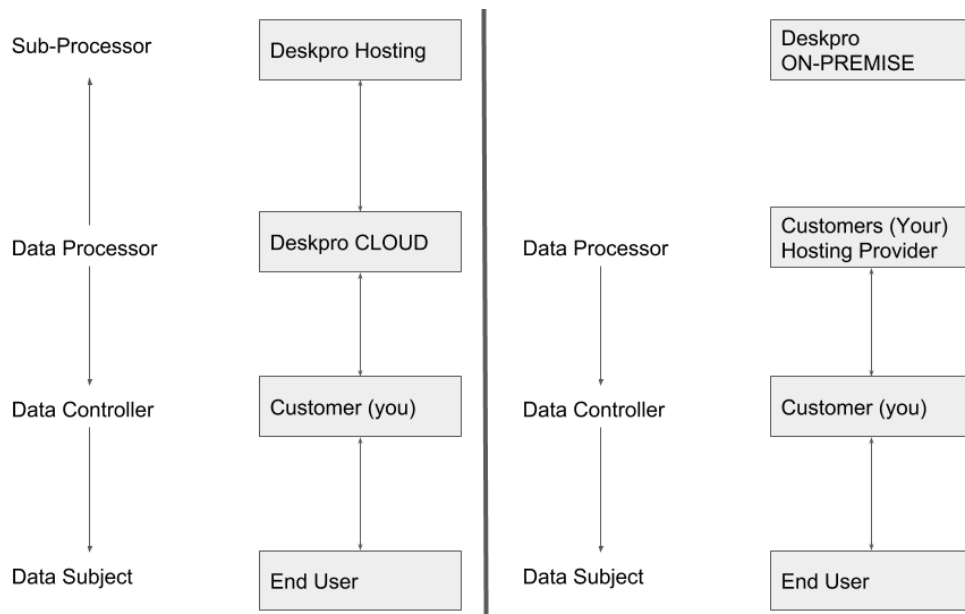 Sub-Processor
Deskpro Hosting
Deskpro
ON-PREMISE
Data Processor
Deskpro CLOUD
Data Processor
Customers (Your)
Hosting Provider
Data Controller
Customer (you)
Data Controller
Customer (you)
Data Subject
End User
Data Subject
End User